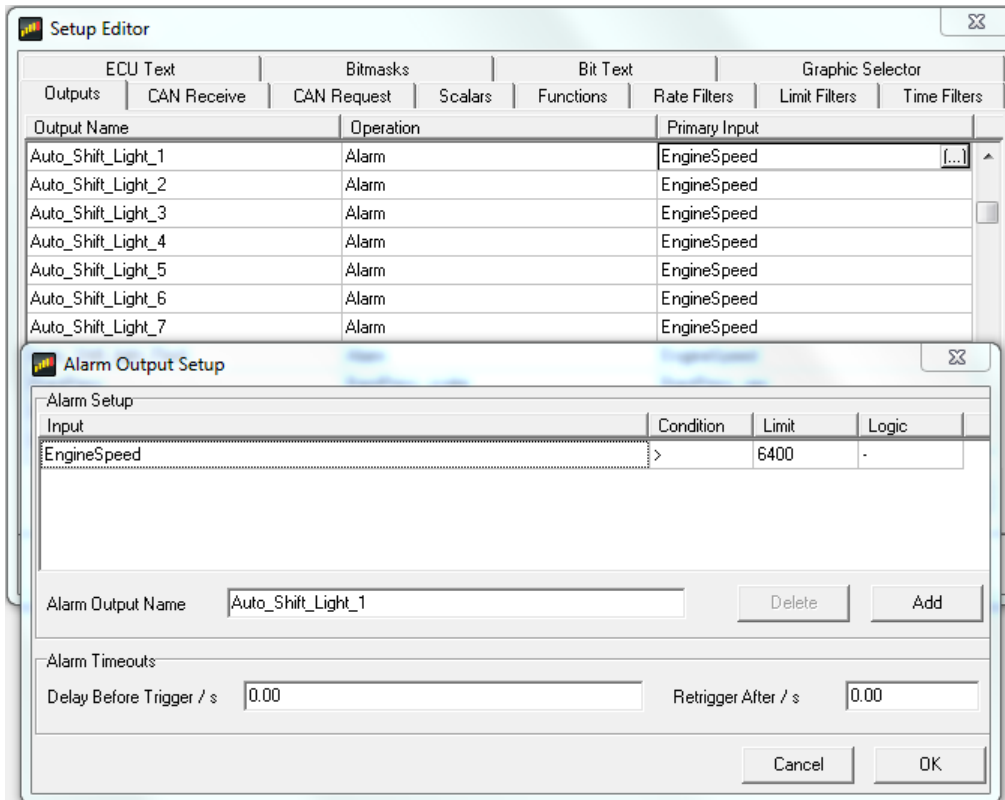 Setup Editor
ECU Text Bitmasks Bit Text Graphic Selector
Outputs CAN Receive CAN Request Scalars Functions Rate Filters Limit Filters Time Filters
Output Name Operation Primary Input
Auto_Shift_Light_1 Alarm EngineSpeed [...]
Auto_Shift_Light_2 Alarm EngineSpeed
Auto_Shift_Light_3 Alarm EngineSpeed
Auto_Shift_Light_4 Alarm EngineSpeed
Auto_Shift_Light_5 Alarm EngineSpeed
Auto_Shift_Light_6 Alarm EngineSpeed
Auto_Shift_Light_7 Alarm EngineSpeed
Alarm Output Setup
Alarm Setup
Input Condition Limit Logic
EngineSpeed > 6400 -
Alarm Output Name Auto_Shift_Light_1 Delete Add
Alarm Timeouts
Delay Before Trigger / s 0.00 Retrigger After / s 0.00
Cancel OK